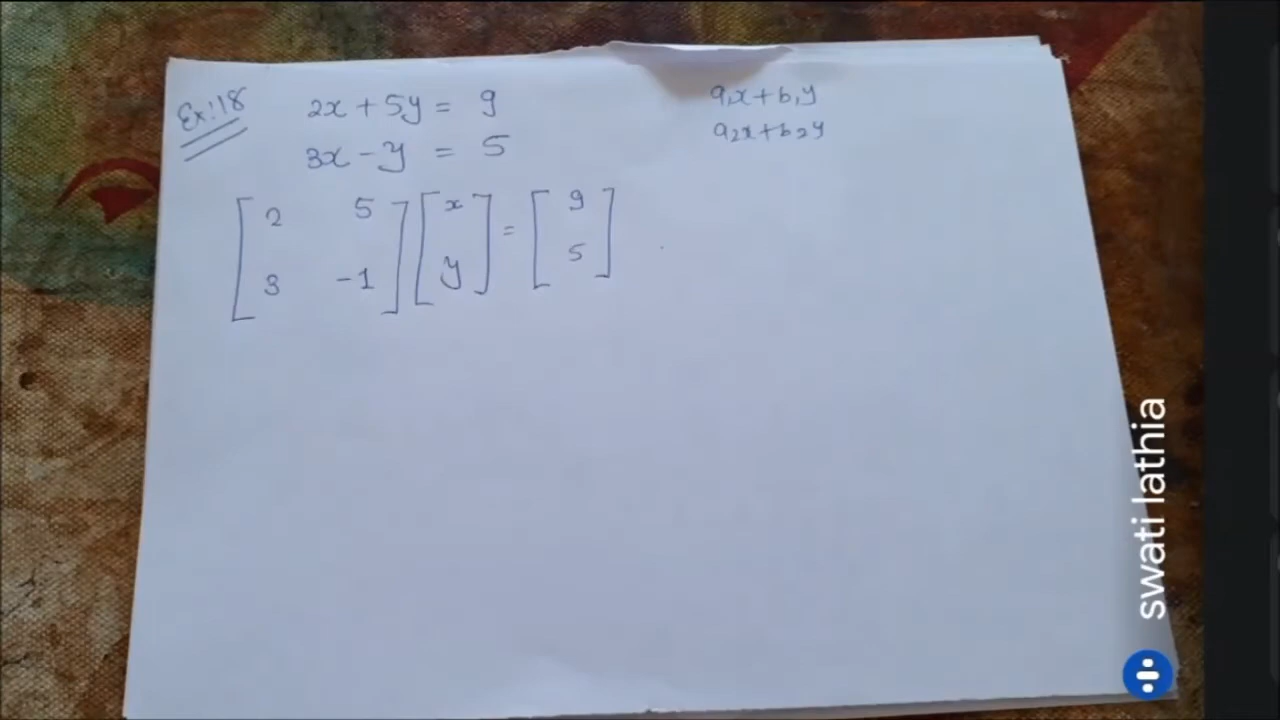 Ex:18
2x + 5y = 9
3x - y = 5
a₁x + b₁y
a₂x + b₂y
[ 2 5 ] [ x ] = [ 9 ]
[ 3 -1 ] [ y ] [ 5 ]
swati lathia